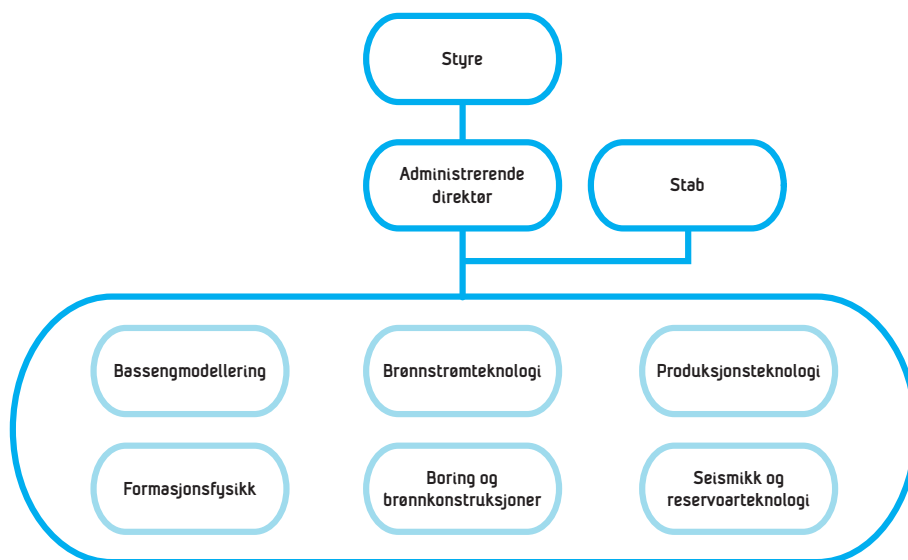 Styre
Administrerende
direktør
Stab
Bassengmodellering
Brønnstrømteknologi
Produksjonsteknologi
Formasjonsfysikk
Boring og
brønnkonstruksjoner
Seismikk og
reservoarteknologi